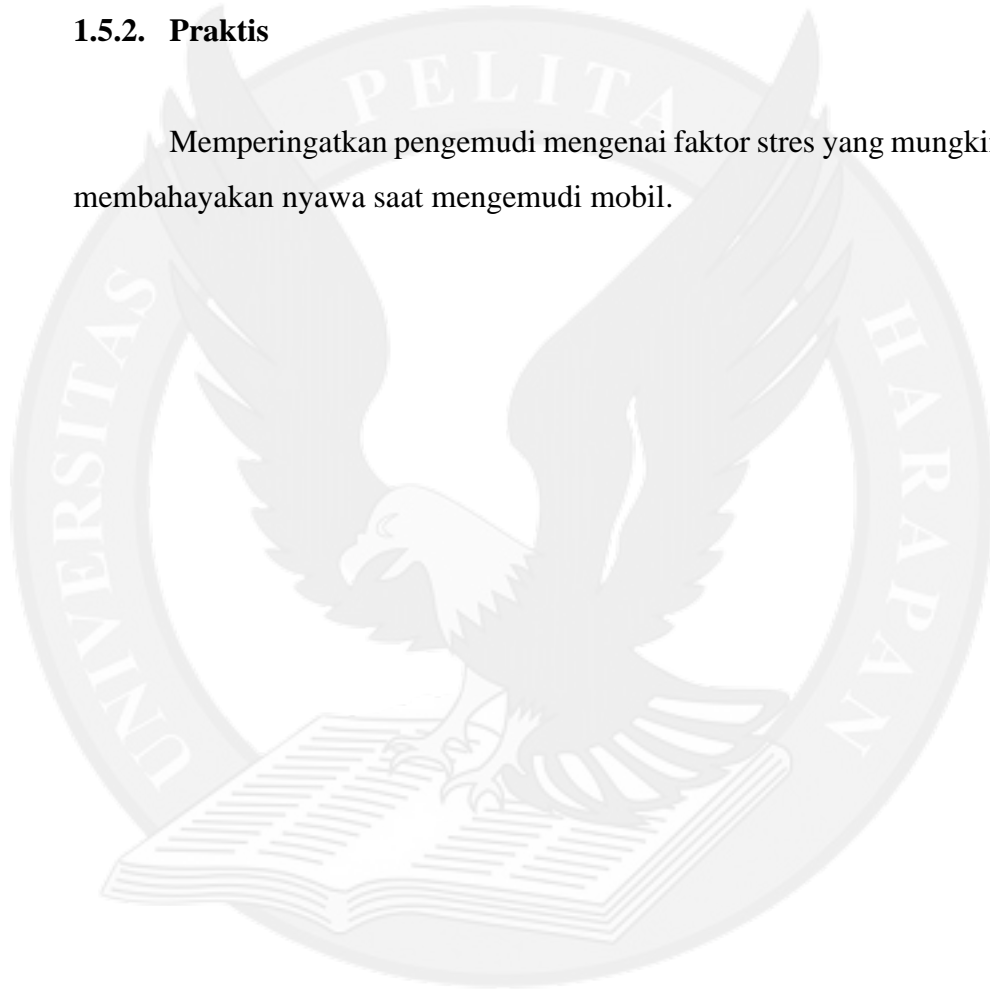 1.5.2. Praktis
PELITA
Memperingatkan pengemudi mengenai faktor stres yang mungki
membahayakan nyawa saat mengemudi mobil.
UNIVERSITAS
HARAPAN